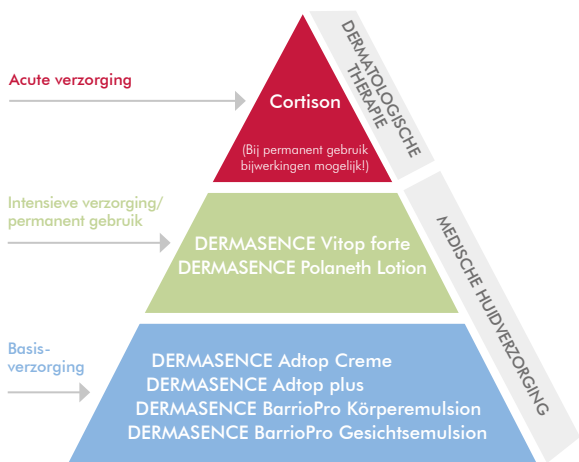 Acute verzorging
Cortison
(Bij permanent gebruik
bijwerkingen mogelijk!)
DERMATOLOGISCHE
THERAPIE
Intensieve verzorging/
permanent gebruik
DERMASENCE Vitop forte
DERMASENCE Polaneth Lotion
MEDISCHE HUIDVERZORGING
Basis-
verzorging
DERMASENCE Adtop Creme
DERMASENCE Adtop plus
DERMASENCE BarrioPro Körperemulsion
DERMASENCE BarrioPro Gesichtsemulsion